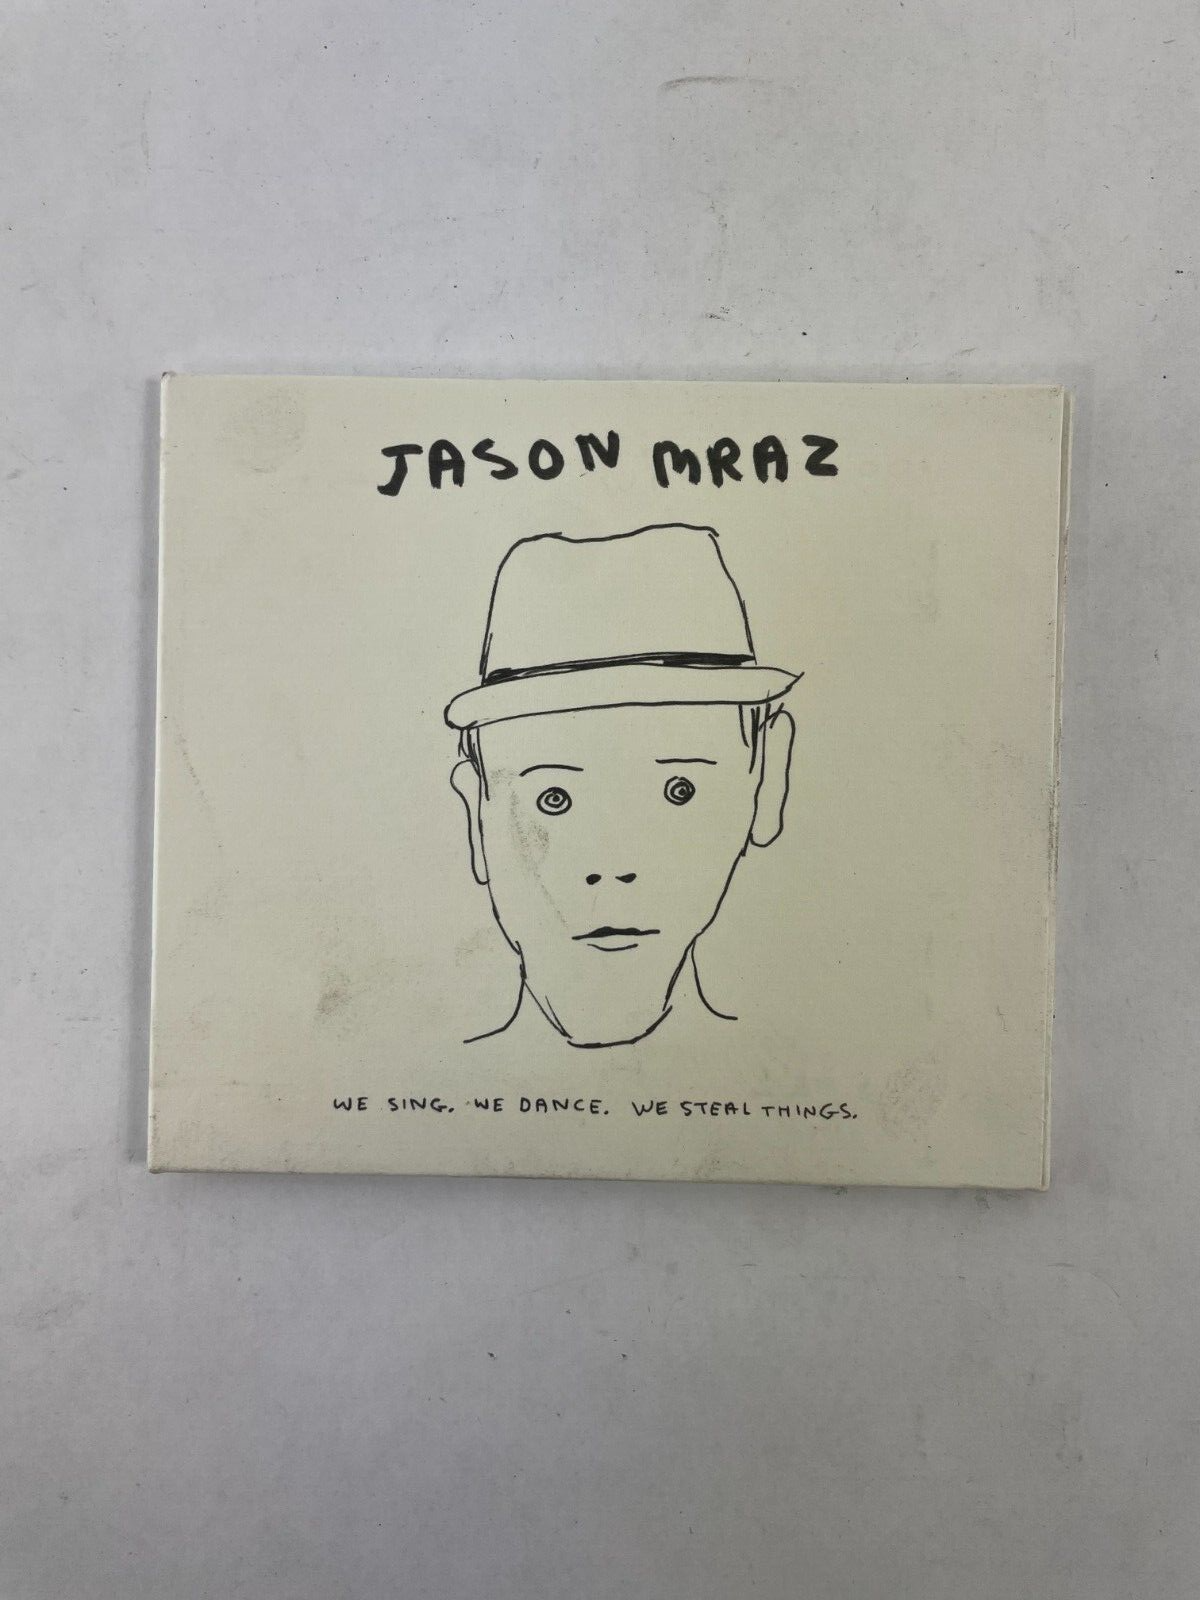 JASON MRAZ
WE SING. WE DANCE. WE STEAL THINGS.